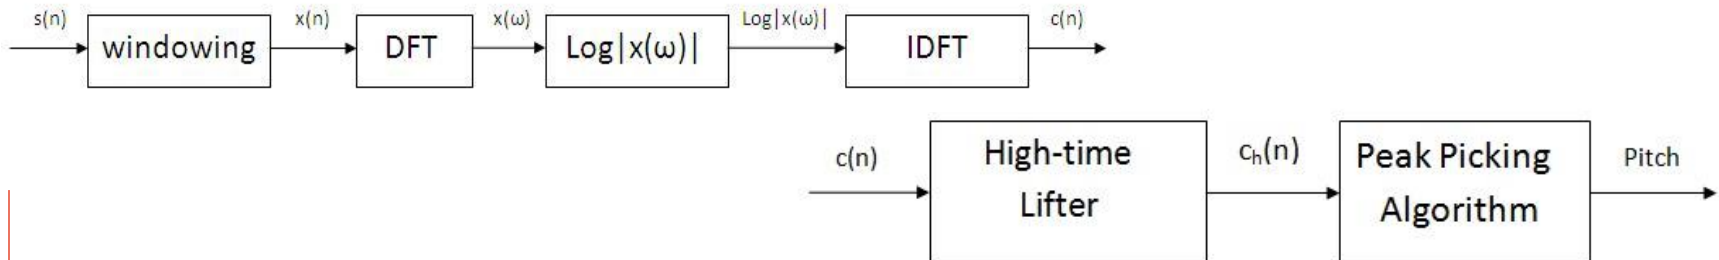 s(n) windowing x(n) DFT x(ω) Log|x(ω)| Log|x(ω)| IDFT c(n)
c(n) High-time Lifter cₕ(n) Peak Picking Algorithm Pitch